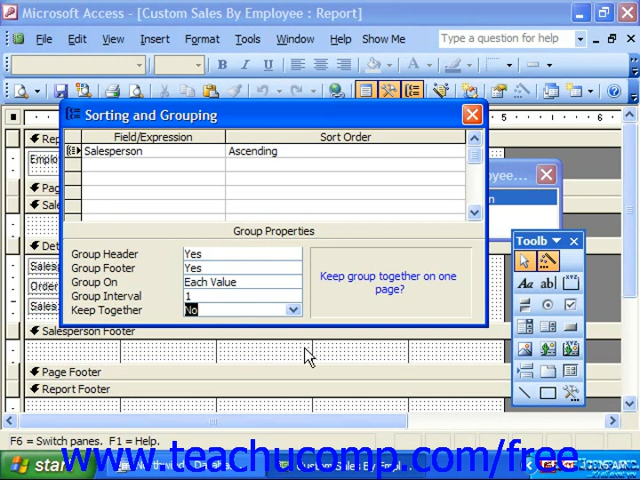 Microsoft Access - [Custom Sales By Employee : Report]
File Edit View Insert Format Tools Window Help Show Me Type a question for help
Sorting and Grouping
Field/Expression Sort Order
Salesperson Ascending
Group Properties
Group Header Yes
Group Footer Yes
Group On Each Value
Group Interval 1
Keep Together No
Keep group together on one
page?
Toolb
Aa ab|
Salesperson Footer
Page Footer
Report Footer
F6 = Switch panes. F1 = Help.
www.teachucomp.com/free
start